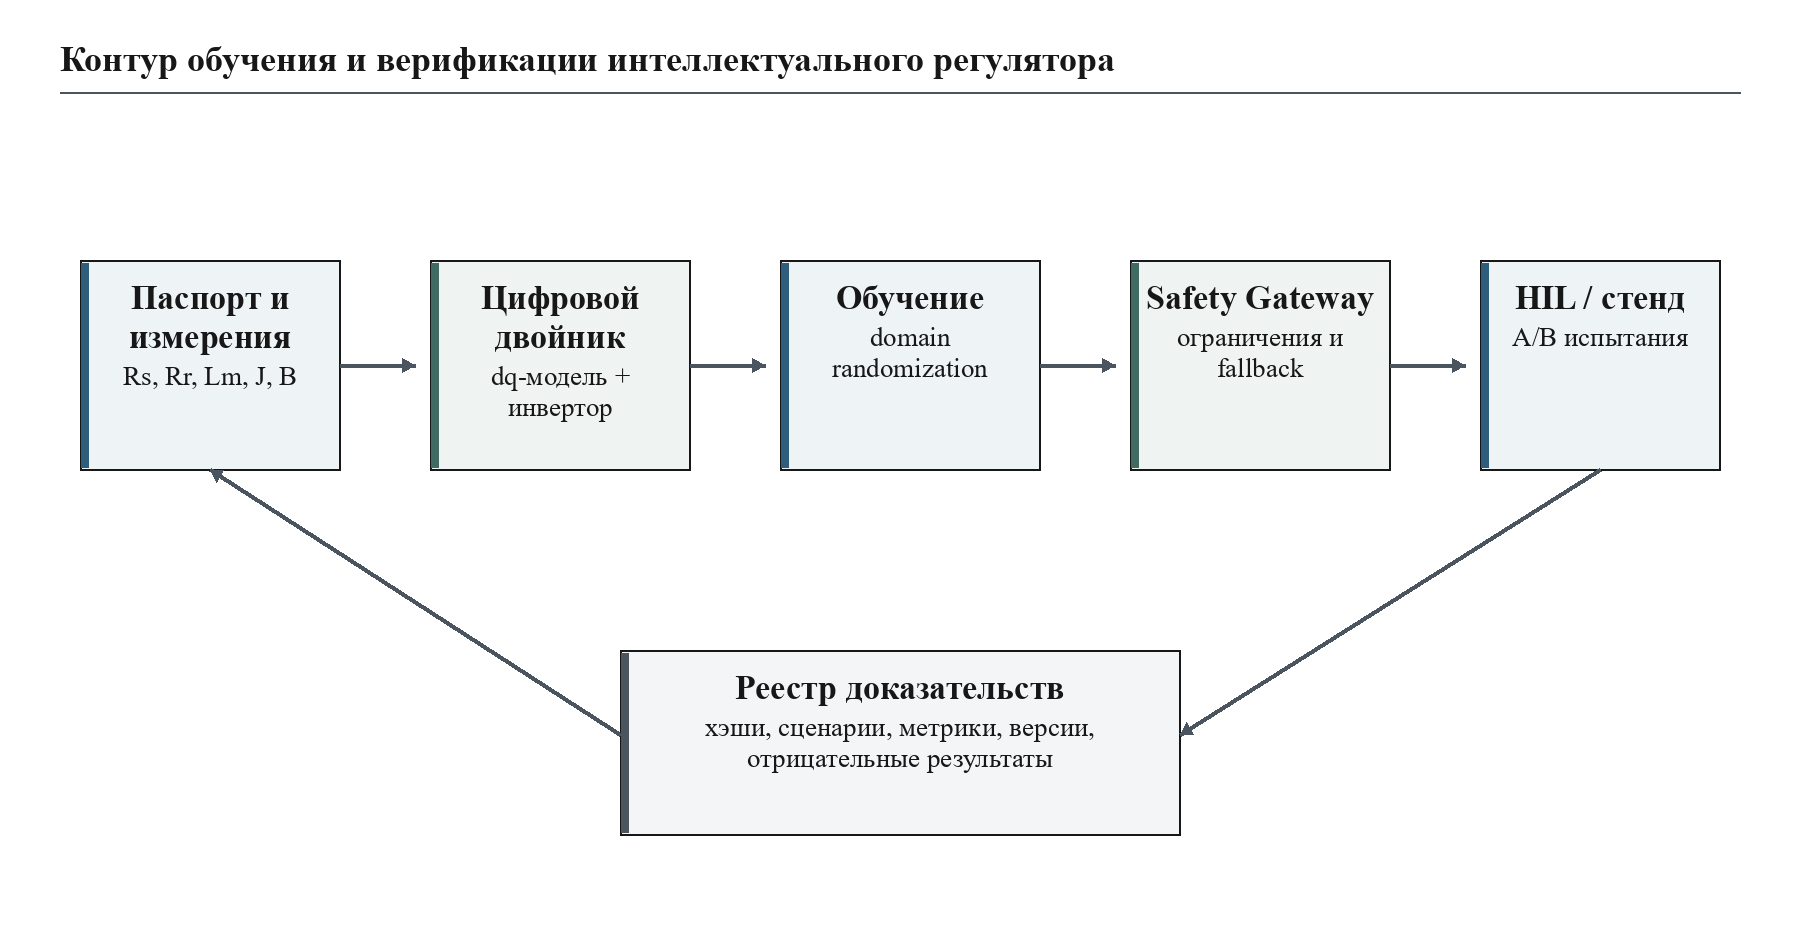 Контур обучения и верификации интеллектуального регулятора
Паспорт и
измерения
Rs, Rr, Lm, J, B
Цифровой
двойник
dq-модель +
инвертор
Обучение
domain
randomization
Safety Gateway
ограничения и
fallback
HIL / стенд
A/B испытания
Реестр доказательств
хэши, сценарии, метрики, версии,
отрицательные результаты